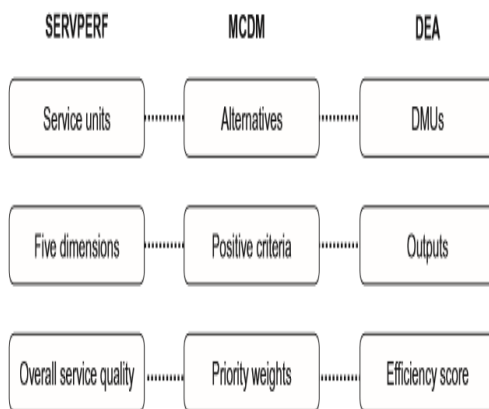 SERVPERF MCDM DEA
Service units Alternatives DMUs
Five dimensions Positive criteria Outputs
Overall service quality Priority weights Efficiency score